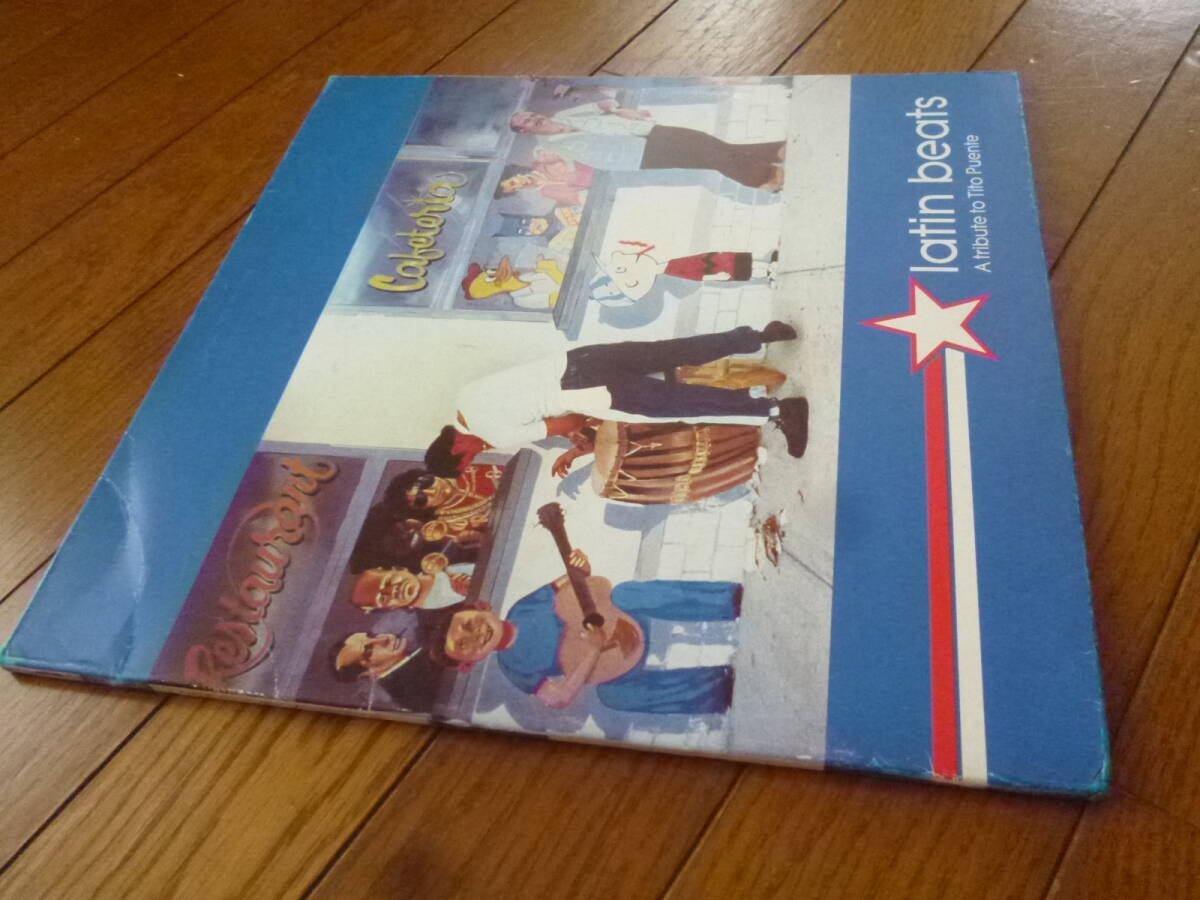 Restaurant
Cafeteria
latin beats
A tribute to Tito Puente